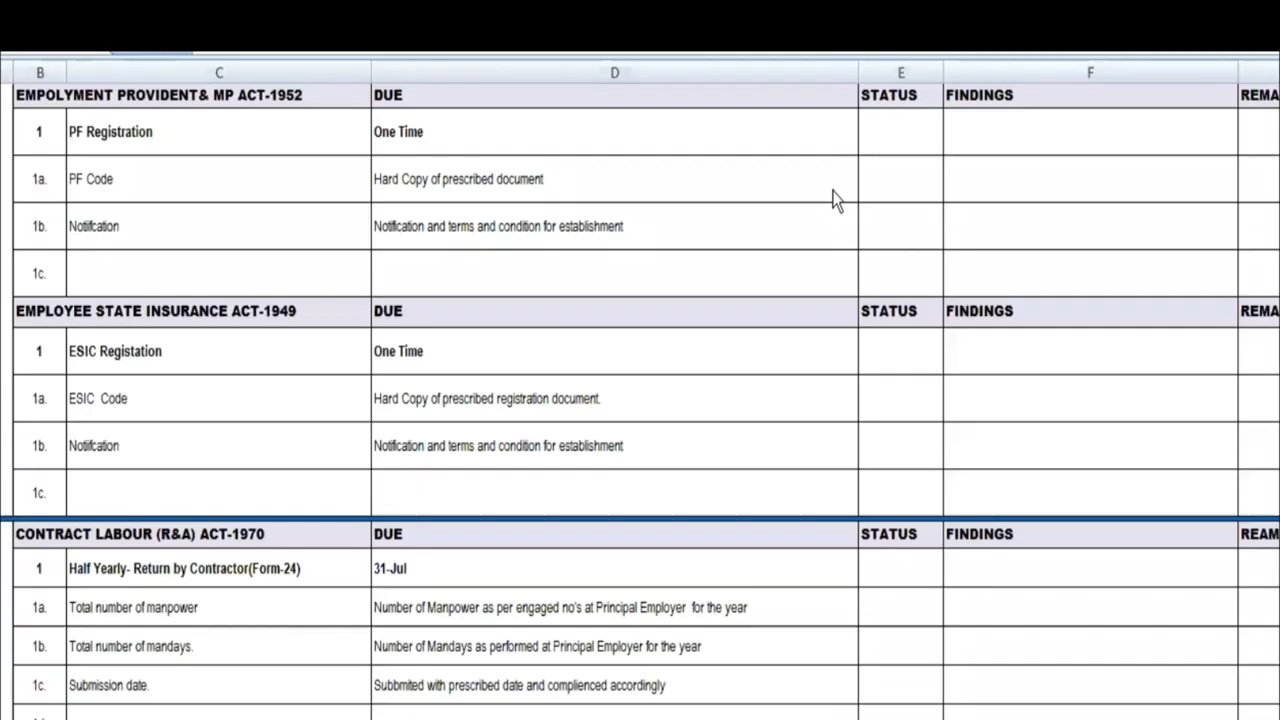 B C D E F
EMPOLYMENT PROVIDENT& MP ACT-1952 DUE STATUS FINDINGS REMA
1 PF Registration One Time
1a. PF Code Hard Copy of prescribed document
1b. Notifcation Notification and terms and condition for establishment
1c.
EMPLOYEE STATE INSURANCE ACT-1949 DUE STATUS FINDINGS REMA
1 ESIC Registation One Time
1a. ESIC Code Hard Copy of prescribed registration document.
1b. Notifcation Notification and terms and condition for establishment
1c.
CONTRACT LABOUR (R&A) ACT-1970 DUE STATUS FINDINGS REAM
1 Half Yearly- Return by Contractor(Form-24) 31-Jul
1a. Total number of manpower Number of Manpower as per engaged no's at Principal Employer for the year
1b. Total number of mandays. Number of Mandays as performed at Principal Employer for the year
1c. Submission date. Subbmited with prescribed date and complienced accordingly